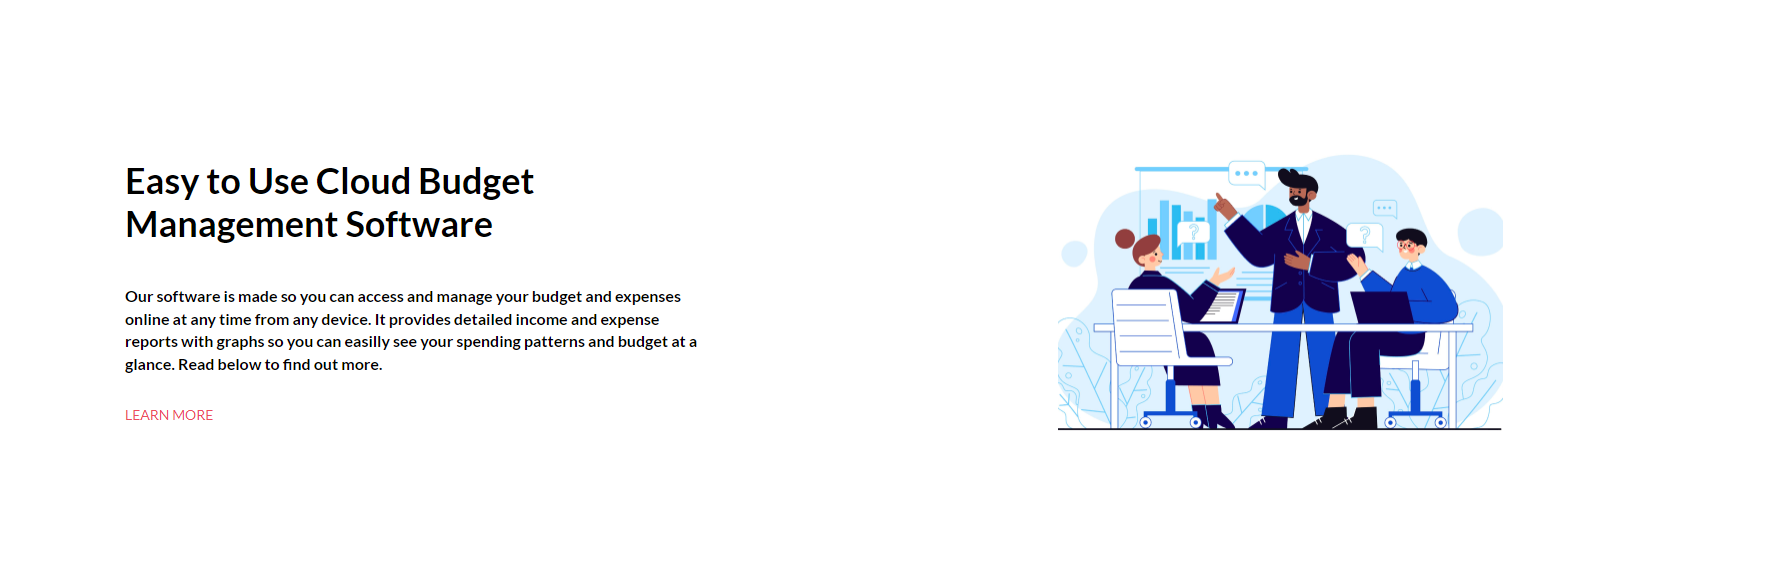 Easy to Use Cloud Budget
Management Software
Our software is made so you can access and manage your budget and expenses
online at any time from any device. It provides detailed income and expense
reports with graphs so you can easilly see your spending patterns and budget at a
glance. Read below to find out more.
LEARN MORE
?
?